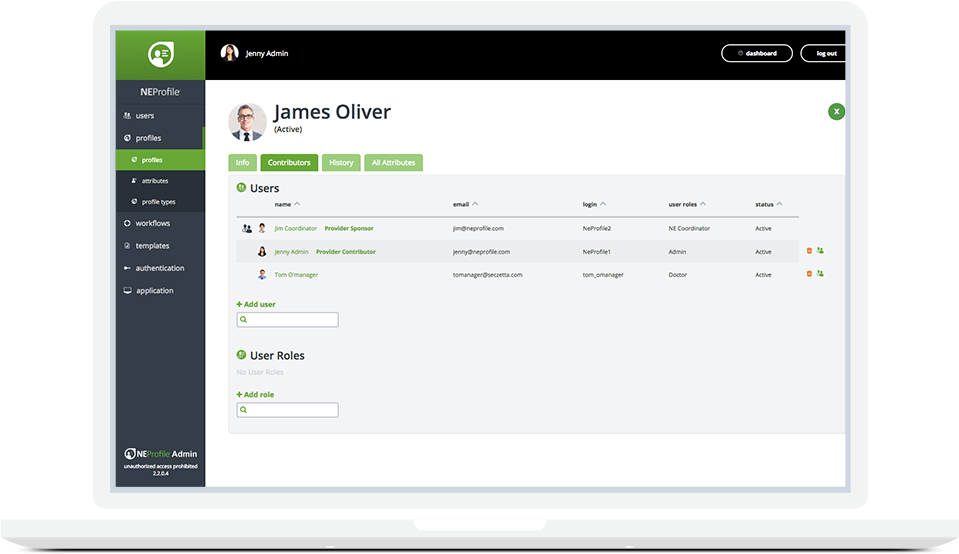 Jenny Admin
dashboard
log out
NEProfile
users
profiles
profiles
attributes
profile types
workflows
templates
authentication
application
NEProfile Admin
unauthorized access prohibited
2.2.0.4
James Oliver
(Active)
X
Info Contributors History All Attributes
Users
name email login user roles status
Jim Coordinator Provider Sponsor jim@neprofile.com NeProfile2 NE Coordinator Active
Jenny Admin Provider Contributor jenny@neprofile.com NeProfile1 Admin Active
Tom O'manager tomanager@seczetta.com tom_omanager Doctor Active
+ Add user
User Roles
No User Roles
+ Add role